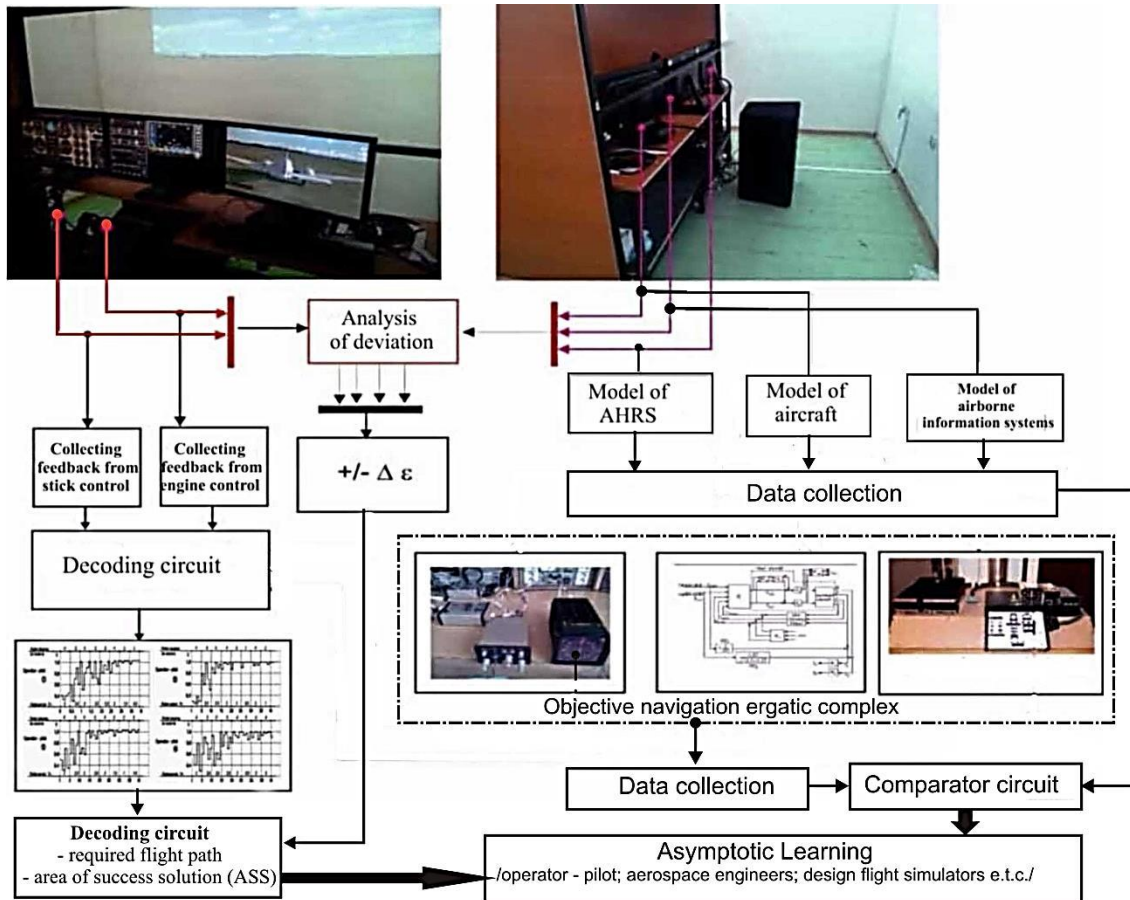 Analysis
of deviation
Model of
AHRS
Model of
aircraft
Model of
airborne
information systems
Collecting
feedback from
stick control
Collecting
feedback from
engine control
+/- Δ ε
Data collection
Decoding circuit
Objective navigation ergatic complex
Data collection
Comparator circuit
Decoding circuit
- required flight path
- area of success solution (ASS)
Asymptotic Learning
/operator - pilot; aerospace engineers; design flight simulators e.t.c./